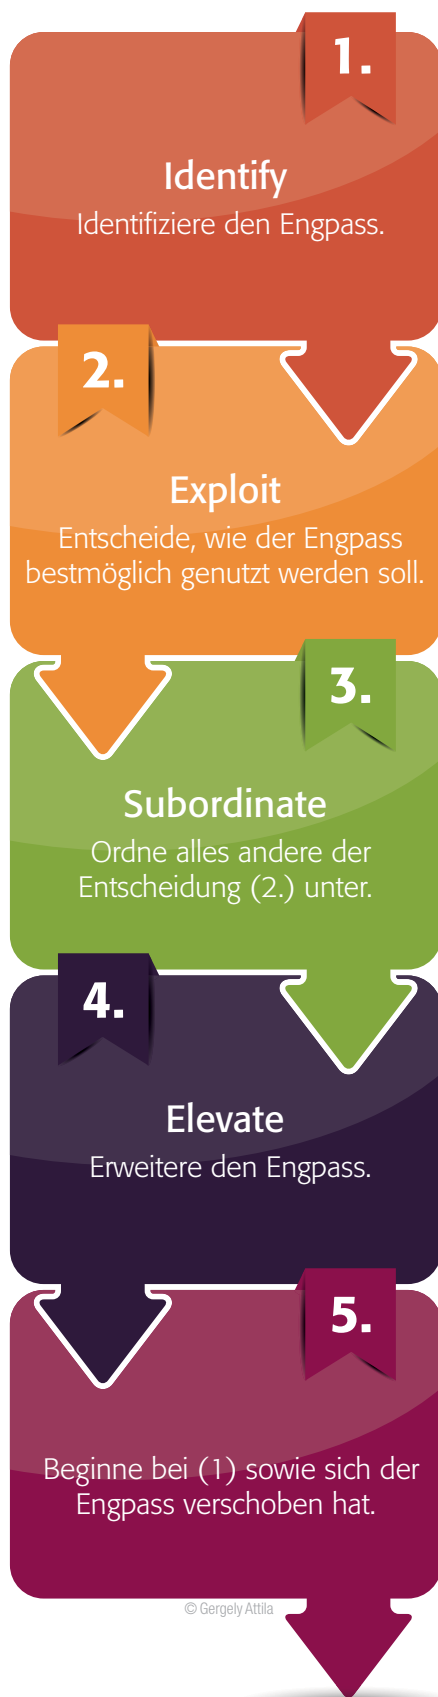 1.
Identify
Identifiziere den Engpass.
2.
Exploit
Entscheide, wie der Engpass
bestmöglich genutzt werden soll.
3.
Subordinate
Ordne alles andere der
Entscheidung (2.) unter.
4.
Elevate
Erweitere den Engpass.
5.
Beginne bei (1) sowie sich der
Engpass verschoben hat.
© Gergely Attila